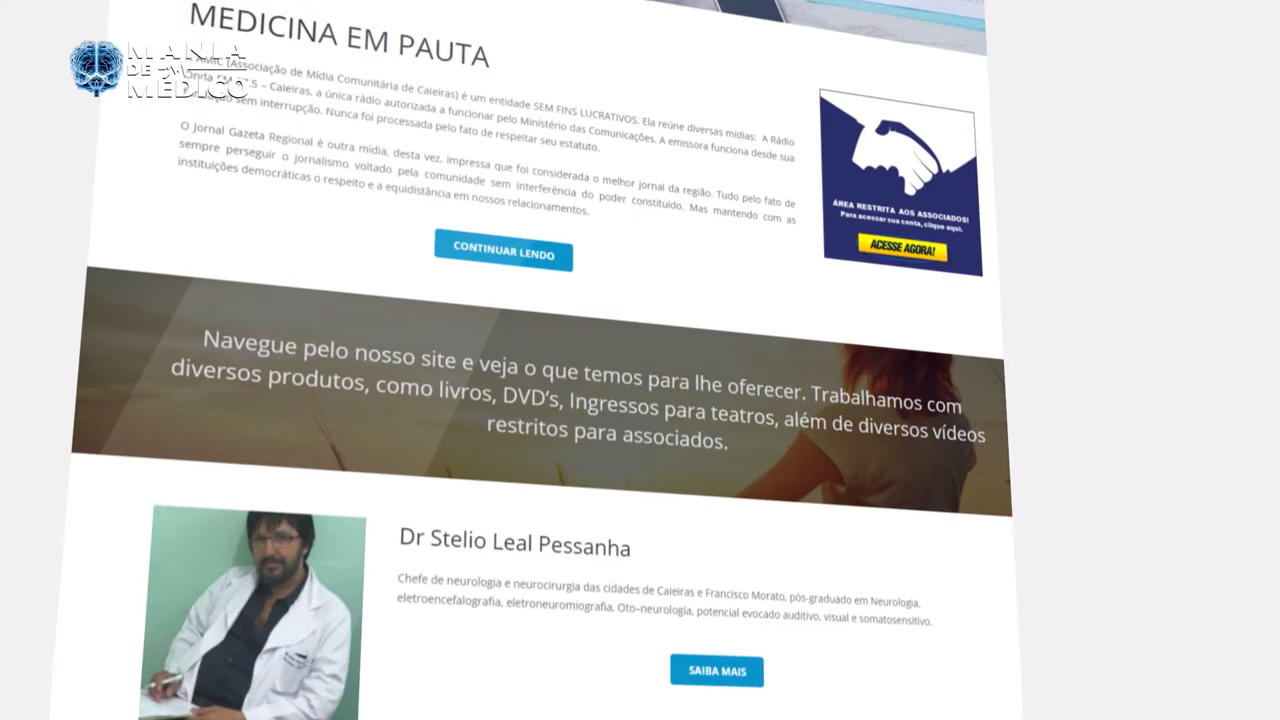 MANIA
DE
MÉDICO
MEDICINA EM PAUTA
AMIC (Associação de Mídia Comunitária de Caieiras) é um entidade SEM FINS LUCRATIVOS. Ela reúne diversas mídias: A Rádio
Onda FM – Caieiras, a única rádio autorizada a funcionar pelo Ministério das Comunicações. A emissora funciona desde sua
sem interrupção. Nunca foi processada pelo fato de respeitar seu estatuto.
O Jornal Gazeta Regional é outra mídia, desta vez, impressa que foi considerada o melhor jornal da região. Tudo pelo fato de
sempre perseguir o jornalismo voltado pela comunidade sem interferência do poder constituído. Mas mantendo com as
instituições democráticas o respeito e a equidistância em nossos relacionamentos.
CONTINUAR LENDO
ÁREA RESTRITA AOS ASSOCIADOS!
Para acessar sua conta, clique aqui.
ACESSE AGORA!
Navegue pelo nosso site e veja o que temos para lhe oferecer. Trabalhamos com
diversos produtos, como livros, DVD’s, Ingressos para teatros, além de diversos vídeos
restritos para associados.
Dr Stelio Leal Pessanha
Chefe de neurologia e neurocirurgia das cidades de Caieiras e Francisco Morato, pós-graduado em Neurologia,
eletroencefalografia, eletroneuromiografia, Oto–neurologia, potencial evocado auditivo, visual e somatosensitivo.
SAIBA MAIS